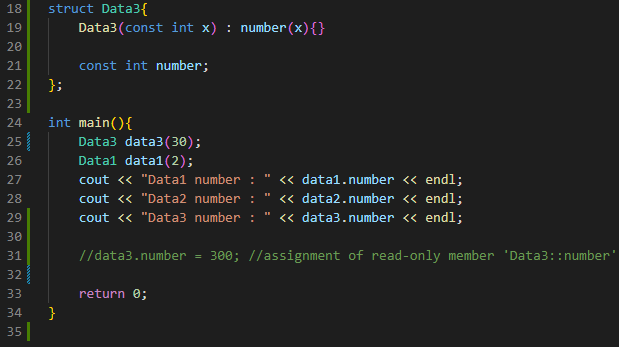 18 struct Data3{
19     Data3(const int x) : number(x){}
20
21     const int number;
22 };
23
24 int main(){
25     Data3 data3(30);
26     Data1 data1(2);
27     cout << "Data1 number : " << data1.number << endl;
28     cout << "Data2 number : " << data2.number << endl;
29     cout << "Data3 number : " << data3.number << endl;
30
31     //data3.number = 300; //assignment of read-only member 'Data3::number'
32
33     return 0;
34 }
35